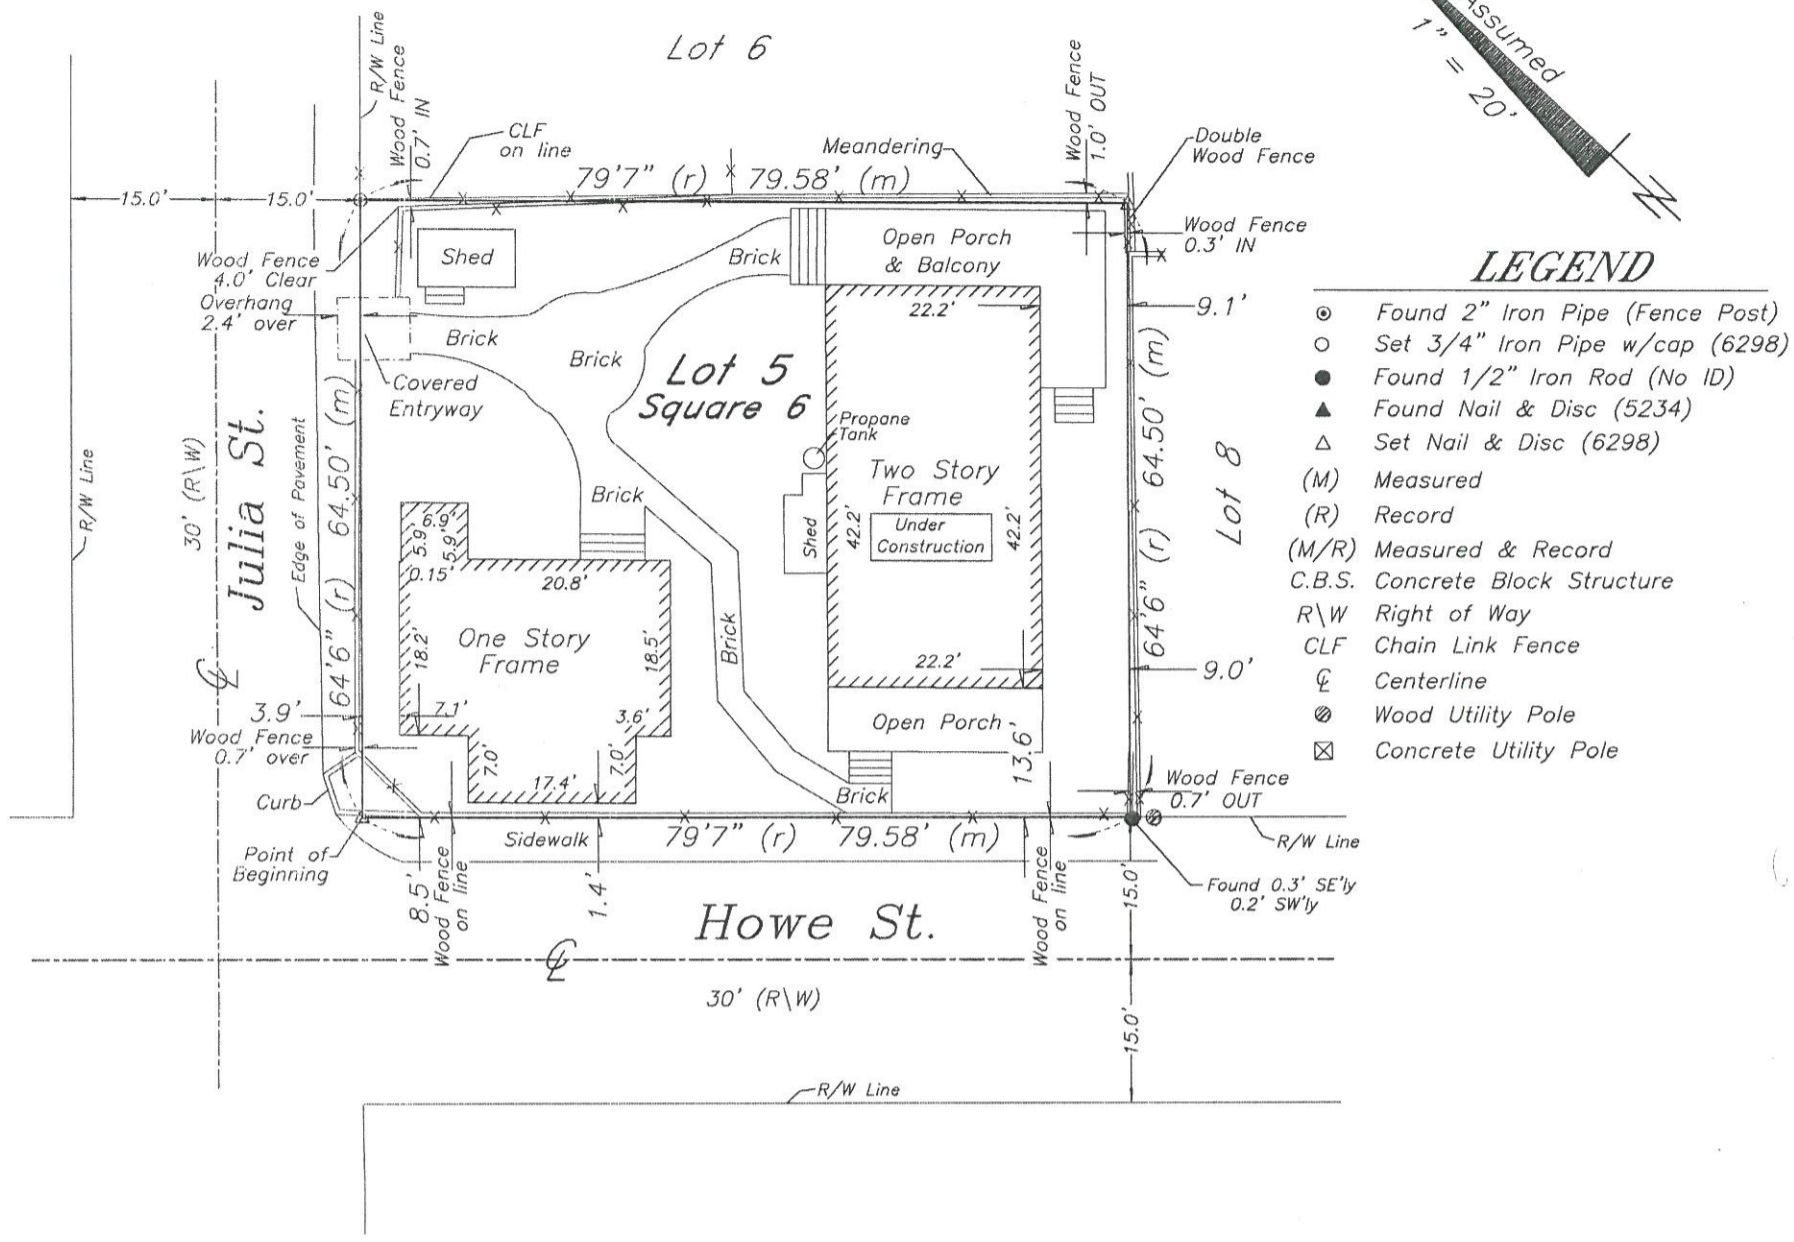 Lot 6
R/W Line
Wood Fence
0.7' IN
CLF
on line
79'7" (r)
79.58' (m)
Meandering
Wood Fence
1.0' OUT
Double
Wood Fence
Assumed
1" = 20'
N
15.0'
15.0'
Wood Fence
4.0' Clear
Overhang
2.4' over
Shed
Brick
Open Porch
& Balcony
Wood Fence
0.3' IN
22.2'
9.1'
Brick
Brick
Covered
Entryway
Lot 5
Square 6
Propane
Tank
R/W Line
30' (R\W)
Julia St.
Edge of Pavement
64'6" (r)
64.50' (m)
64.50' (m)
64'6" (r)
Lot 8
Brick
Two Story
Frame
Under
Construction
Shed
42.2'
42.2'
6.9'
5.9'
5.9'
0.15'
20.8'
One Story
Frame
18.2'
18.5'
Brick
22.2'
9.0'
3.9'
7.1'
3.6'
Open Porch
13.6'
Wood Fence
0.7' over
7.0'
7.0'
17.4'
Curb
Brick
Wood Fence
0.7' OUT
Sidewalk
79'7" (r)
79.58' (m)
R/W Line
Point of
Beginning
8.5'
Wood Fence
on line
1.4'
Wood Fence
on line
15.0'
Found 0.3' SE'ly
0.2' SW'ly
Howe St.
30' (R\W)
15.0'
R/W Line
LEGEND
Found 2" Iron Pipe (Fence Post)
Set 3/4" Iron Pipe w/cap (6298)
Found 1/2" Iron Rod (No ID)
Found Nail & Disc (5234)
Set Nail & Disc (6298)
(M) Measured
(R) Record
(M/R) Measured & Record
C.B.S. Concrete Block Structure
R\W Right of Way
CLF Chain Link Fence
℄ Centerline
Wood Utility Pole
Concrete Utility Pole